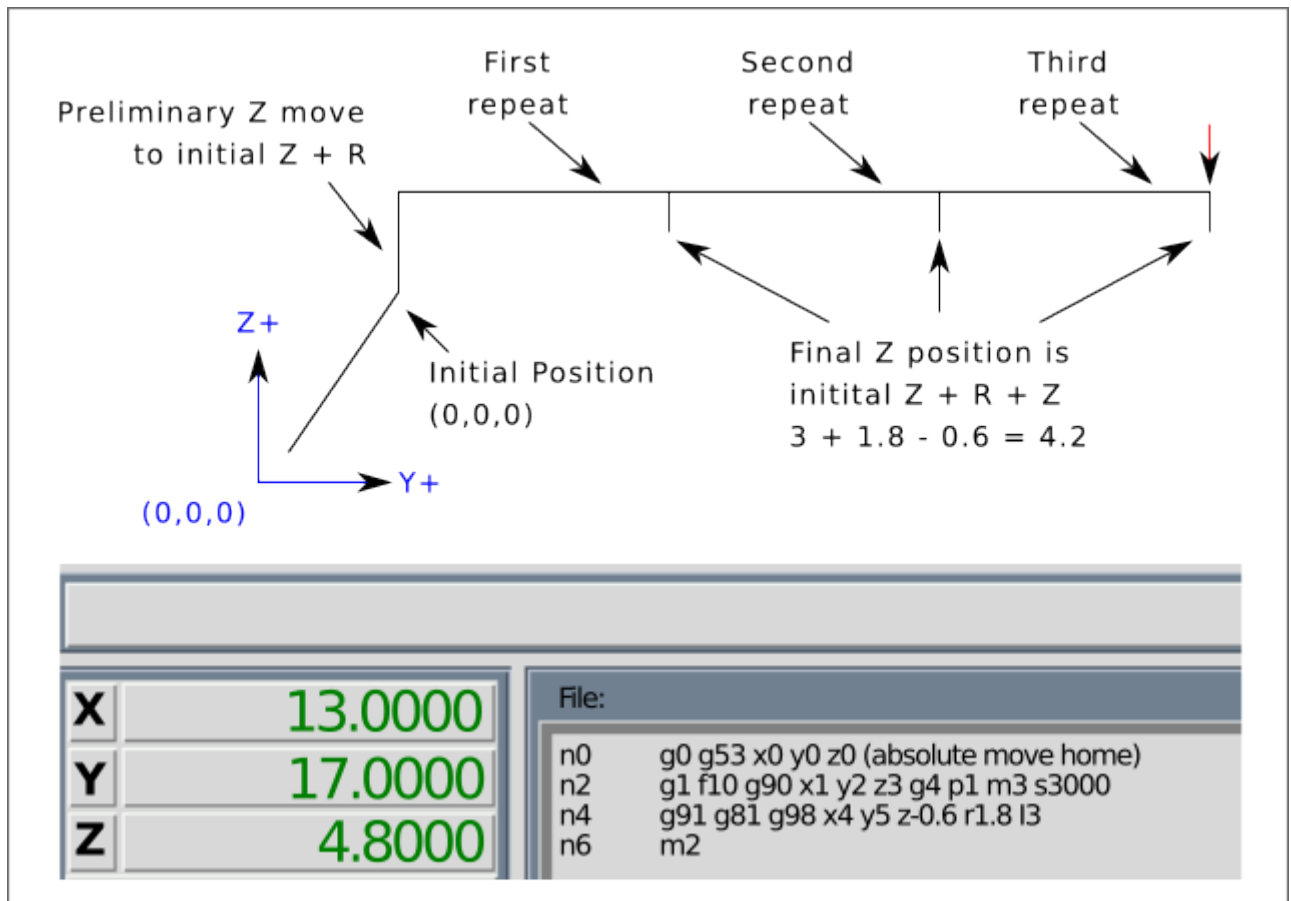 First
repeat
Second
repeat
Third
repeat
Preliminary Z move
to initial Z + R
Z+
Initial Position
(0,0,0)
Final Z position is
initital Z + R + Z
3 + 1.8 - 0.6 = 4.2
Y+
(0,0,0)
X 13.0000
Y 17.0000
Z 4.8000
File:
n0 g0 g53 x0 y0 z0 (absolute move home)
n2 g1 f10 g90 x1 y2 z3 g4 p1 m3 s3000
n4 g91 g81 g98 x4 y5 z-0.6 r1.8 l3
n6 m2